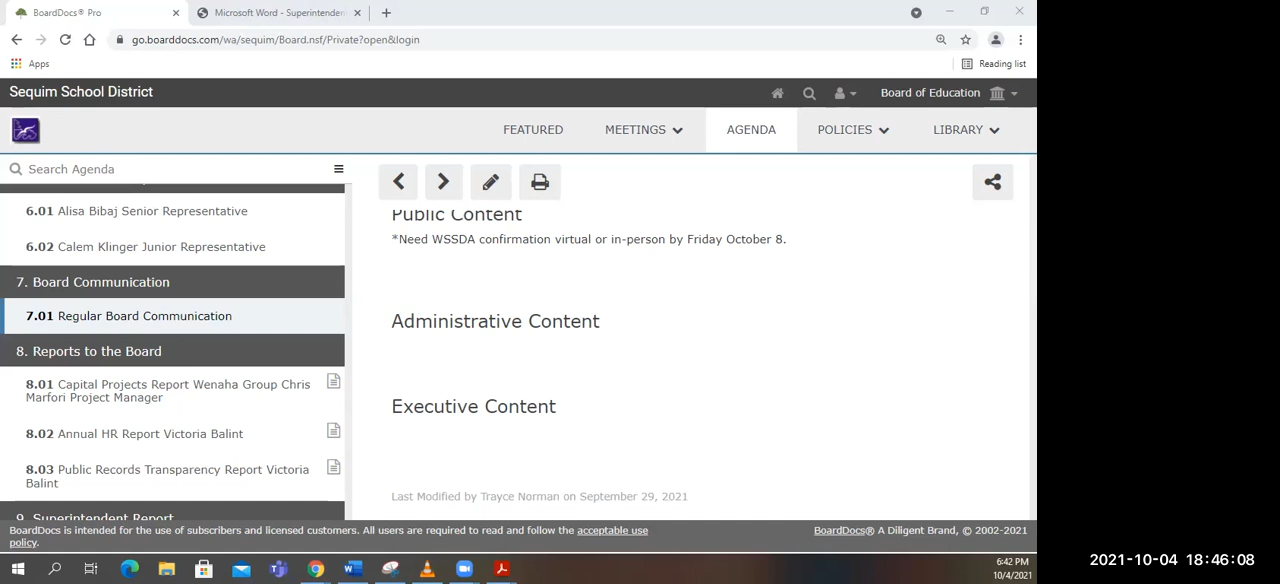 BoardDocs® Pro
Microsoft Word - Superintenden
go.boarddocs.com/wa/sequim/Board.nsf/Private?open&login
Apps
Reading list
Sequim School District
Board of Education
FEATURED
MEETINGS
AGENDA
POLICIES
LIBRARY
Search Agenda
6.01 Alisa Bibaj Senior Representative
6.02 Calem Klinger Junior Representative
7. Board Communication
7.01 Regular Board Communication
8. Reports to the Board
8.01 Capital Projects Report Wenaha Group Chris
Marfori Project Manager
8.02 Annual HR Report Victoria Balint
8.03 Public Records Transparency Report Victoria
Balint
9. Superintendent Report
Public Content
*Need WSSDA confirmation virtual or in-person by Friday October 8.
Administrative Content
Executive Content
Last Modified by Trayce Norman on September 29, 2021
BoardDocs is intended for the use of subscribers and licensed customers. All users are required to read and follow the acceptable use
policy.
BoardDocs® A Diligent Brand, © 2002-2021
6:42 PM
10/4/2021
2021-10-04 18:46:08